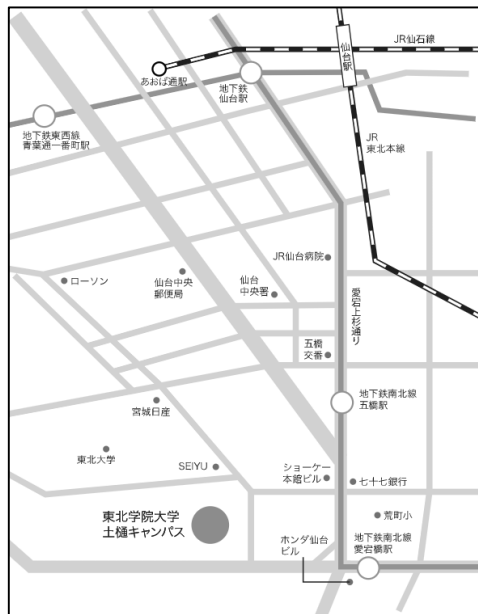 JR仙石線
仙台駅
あおば通駅
地下鉄
仙台駅
地下鉄東西線
青葉通一番町駅
JR
東北本線
JR仙台病院
ローソン
仙台中央
郵便局
仙台
中央署
愛宕上杉通り
五橋
交番
地下鉄南北線
五橋駅
宮城日産
東北大学
SEIYU
ショーケー
本館ビル
七十七銀行
東北学院大学
土樋キャンパス
荒町小
ホンダ仙台
ビル
地下鉄南北線
愛宕橋駅